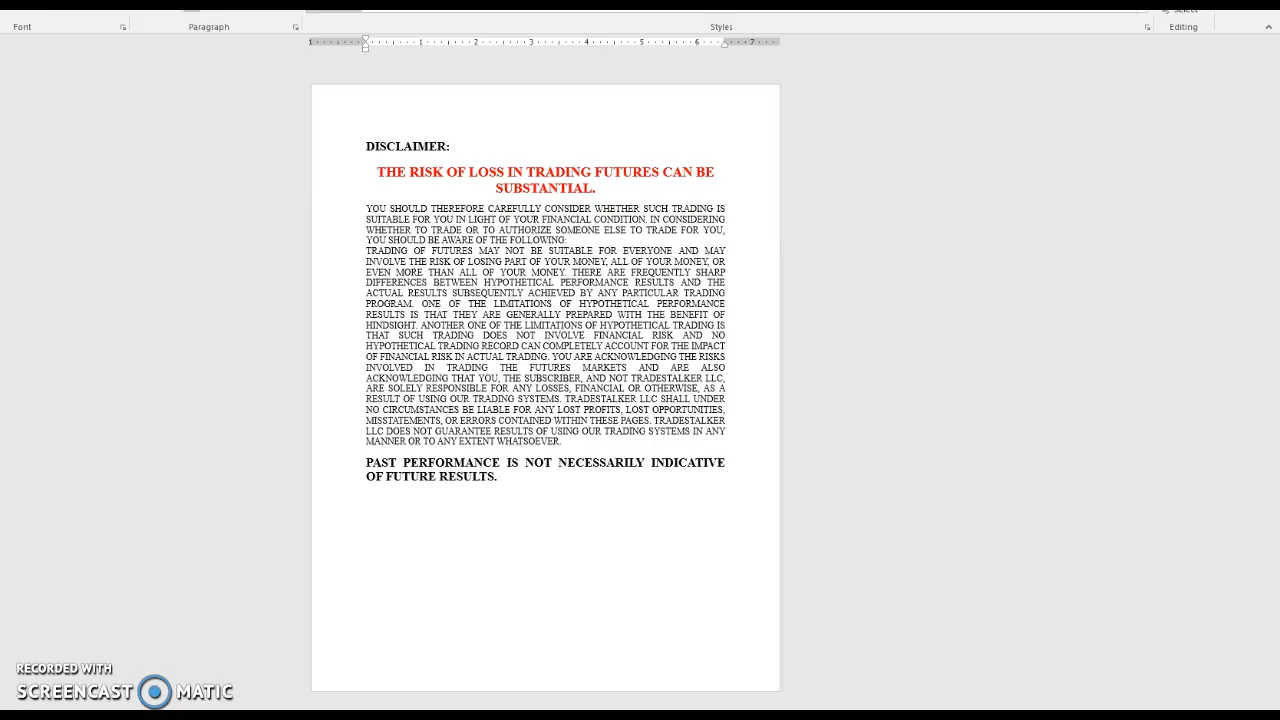 Select
Font
Paragraph
Styles
Editing
1 1 2 3 4 5 6 7
DISCLAIMER:
THE RISK OF LOSS IN TRADING FUTURES CAN BE
SUBSTANTIAL.
YOU SHOULD THEREFORE CAREFULLY CONSIDER WHETHER SUCH TRADING IS
SUITABLE FOR YOU IN LIGHT OF YOUR FINANCIAL CONDITION. IN CONSIDERING
WHETHER TO TRADE OR TO AUTHORIZE SOMEONE ELSE TO TRADE FOR YOU,
YOU SHOULD BE AWARE OF THE FOLLOWING:
TRADING OF FUTURES MAY NOT BE SUITABLE FOR EVERYONE AND MAY
INVOLVE THE RISK OF LOSING PART OF YOUR MONEY, ALL OF YOUR MONEY, OR
EVEN MORE THAN ALL OF YOUR MONEY. THERE ARE FREQUENTLY SHARP
DIFFERENCES BETWEEN HYPOTHETICAL PERFORMANCE RESULTS AND THE
ACTUAL RESULTS SUBSEQUENTLY ACHIEVED BY ANY PARTICULAR TRADING
PROGRAM. ONE OF THE LIMITATIONS OF HYPOTHETICAL PERFORMANCE
RESULTS IS THAT THEY ARE GENERALLY PREPARED WITH THE BENEFIT OF
HINDSIGHT. ANOTHER ONE OF THE LIMITATIONS OF HYPOTHETICAL TRADING IS
THAT SUCH TRADING DOES NOT INVOLVE FINANCIAL RISK AND NO
HYPOTHETICAL TRADING RECORD CAN COMPLETELY ACCOUNT FOR THE IMPACT
OF FINANCIAL RISK IN ACTUAL TRADING. YOU ARE ACKNOWLEDGING THE RISKS
INVOLVED IN TRADING THE FUTURES MARKETS AND ARE ALSO
ACKNOWLEDGING THAT YOU, THE SUBSCRIBER, AND NOT TRADESTALKER LLC,
ARE SOLELY RESPONSIBLE FOR ANY LOSSES, FINANCIAL OR OTHERWISE, AS A
RESULT OF USING OUR TRADING SYSTEMS. TRADESTALKER LLC SHALL UNDER
NO CIRCUMSTANCES BE LIABLE FOR ANY LOST PROFITS, LOST OPPORTUNITIES,
MISSTATEMENTS, OR ERRORS CONTAINED WITHIN THESE PAGES. TRADESTALKER
LLC DOES NOT GUARANTEE RESULTS OF USING OUR TRADING SYSTEMS IN ANY
MANNER OR TO ANY EXTENT WHATSOEVER.
PAST PERFORMANCE IS NOT NECESSARILY INDICATIVE
OF FUTURE RESULTS.
RECORDED WITH
SCREENCAST MATIC